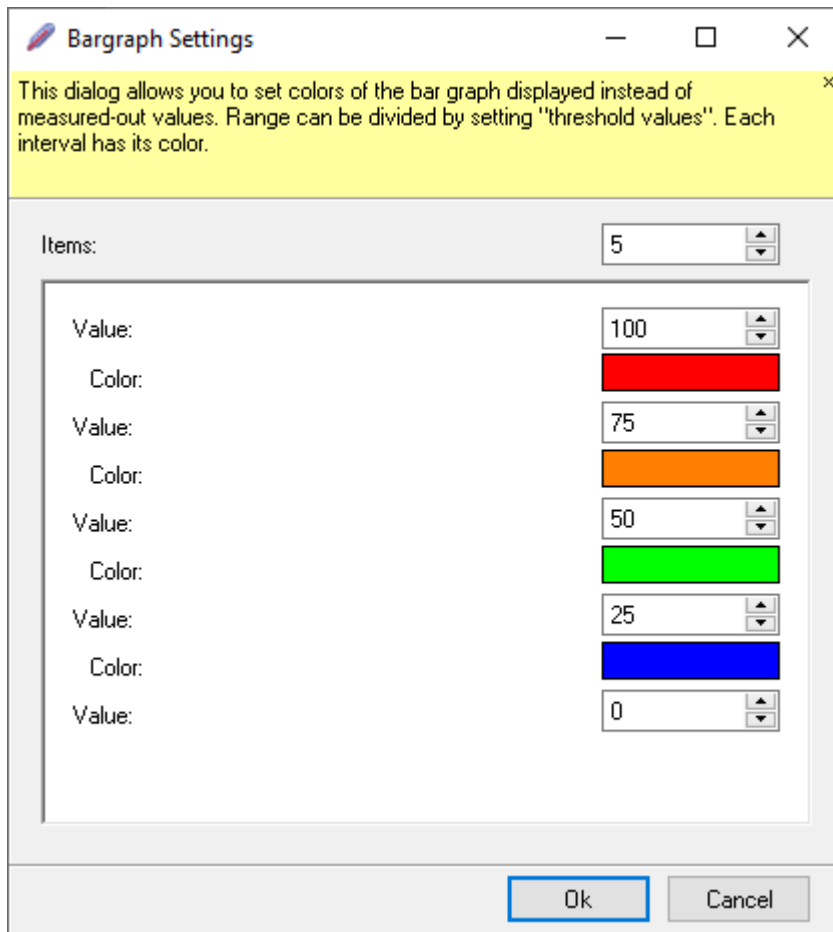 Bargraph Settings
This dialog allows you to set colors of the bar graph displayed instead of
measured-out values. Range can be divided by setting "threshold values". Each
interval has its color.
Items: 5
Value: 100
Color:
Value: 75
Color:
Value: 50
Color:
Value: 25
Color:
Value: 0
Ok Cancel